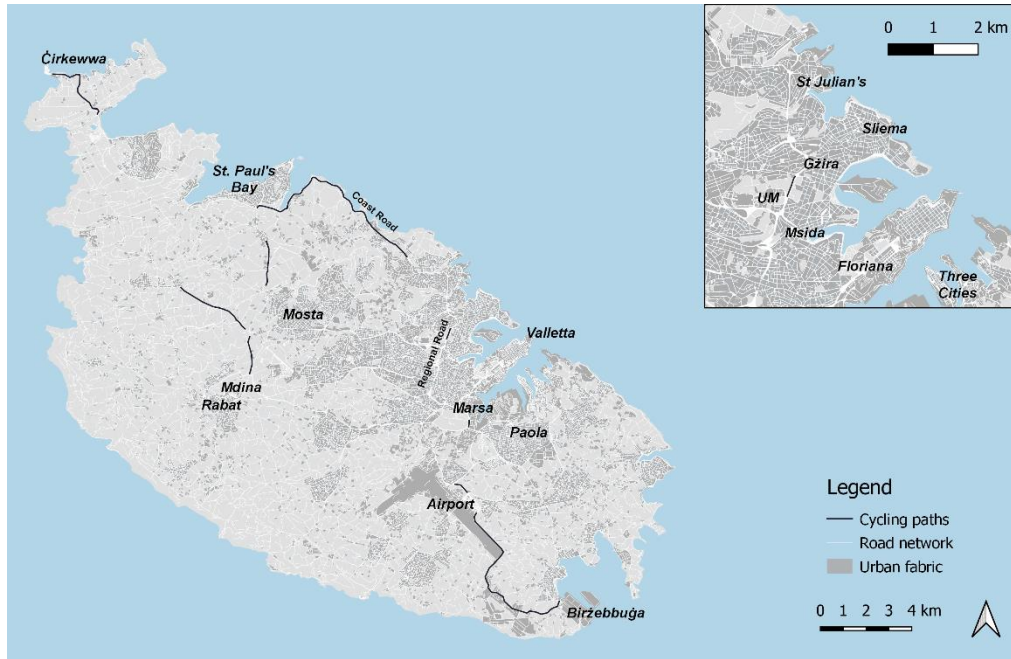 Ċirkewwa
St. Paul's
Bay
Coast Road
Mosta
Regional Road
Valletta
Mdina
Rabat
Marsa
Paola
Airport
Birżebbuġa
0 1 2 km
St Julian's
Sliema
Gżira
UM
Msida
Floriana
Three
Cities
Legend
Cycling paths
Road network
Urban fabric
0 1 2 3 4 km